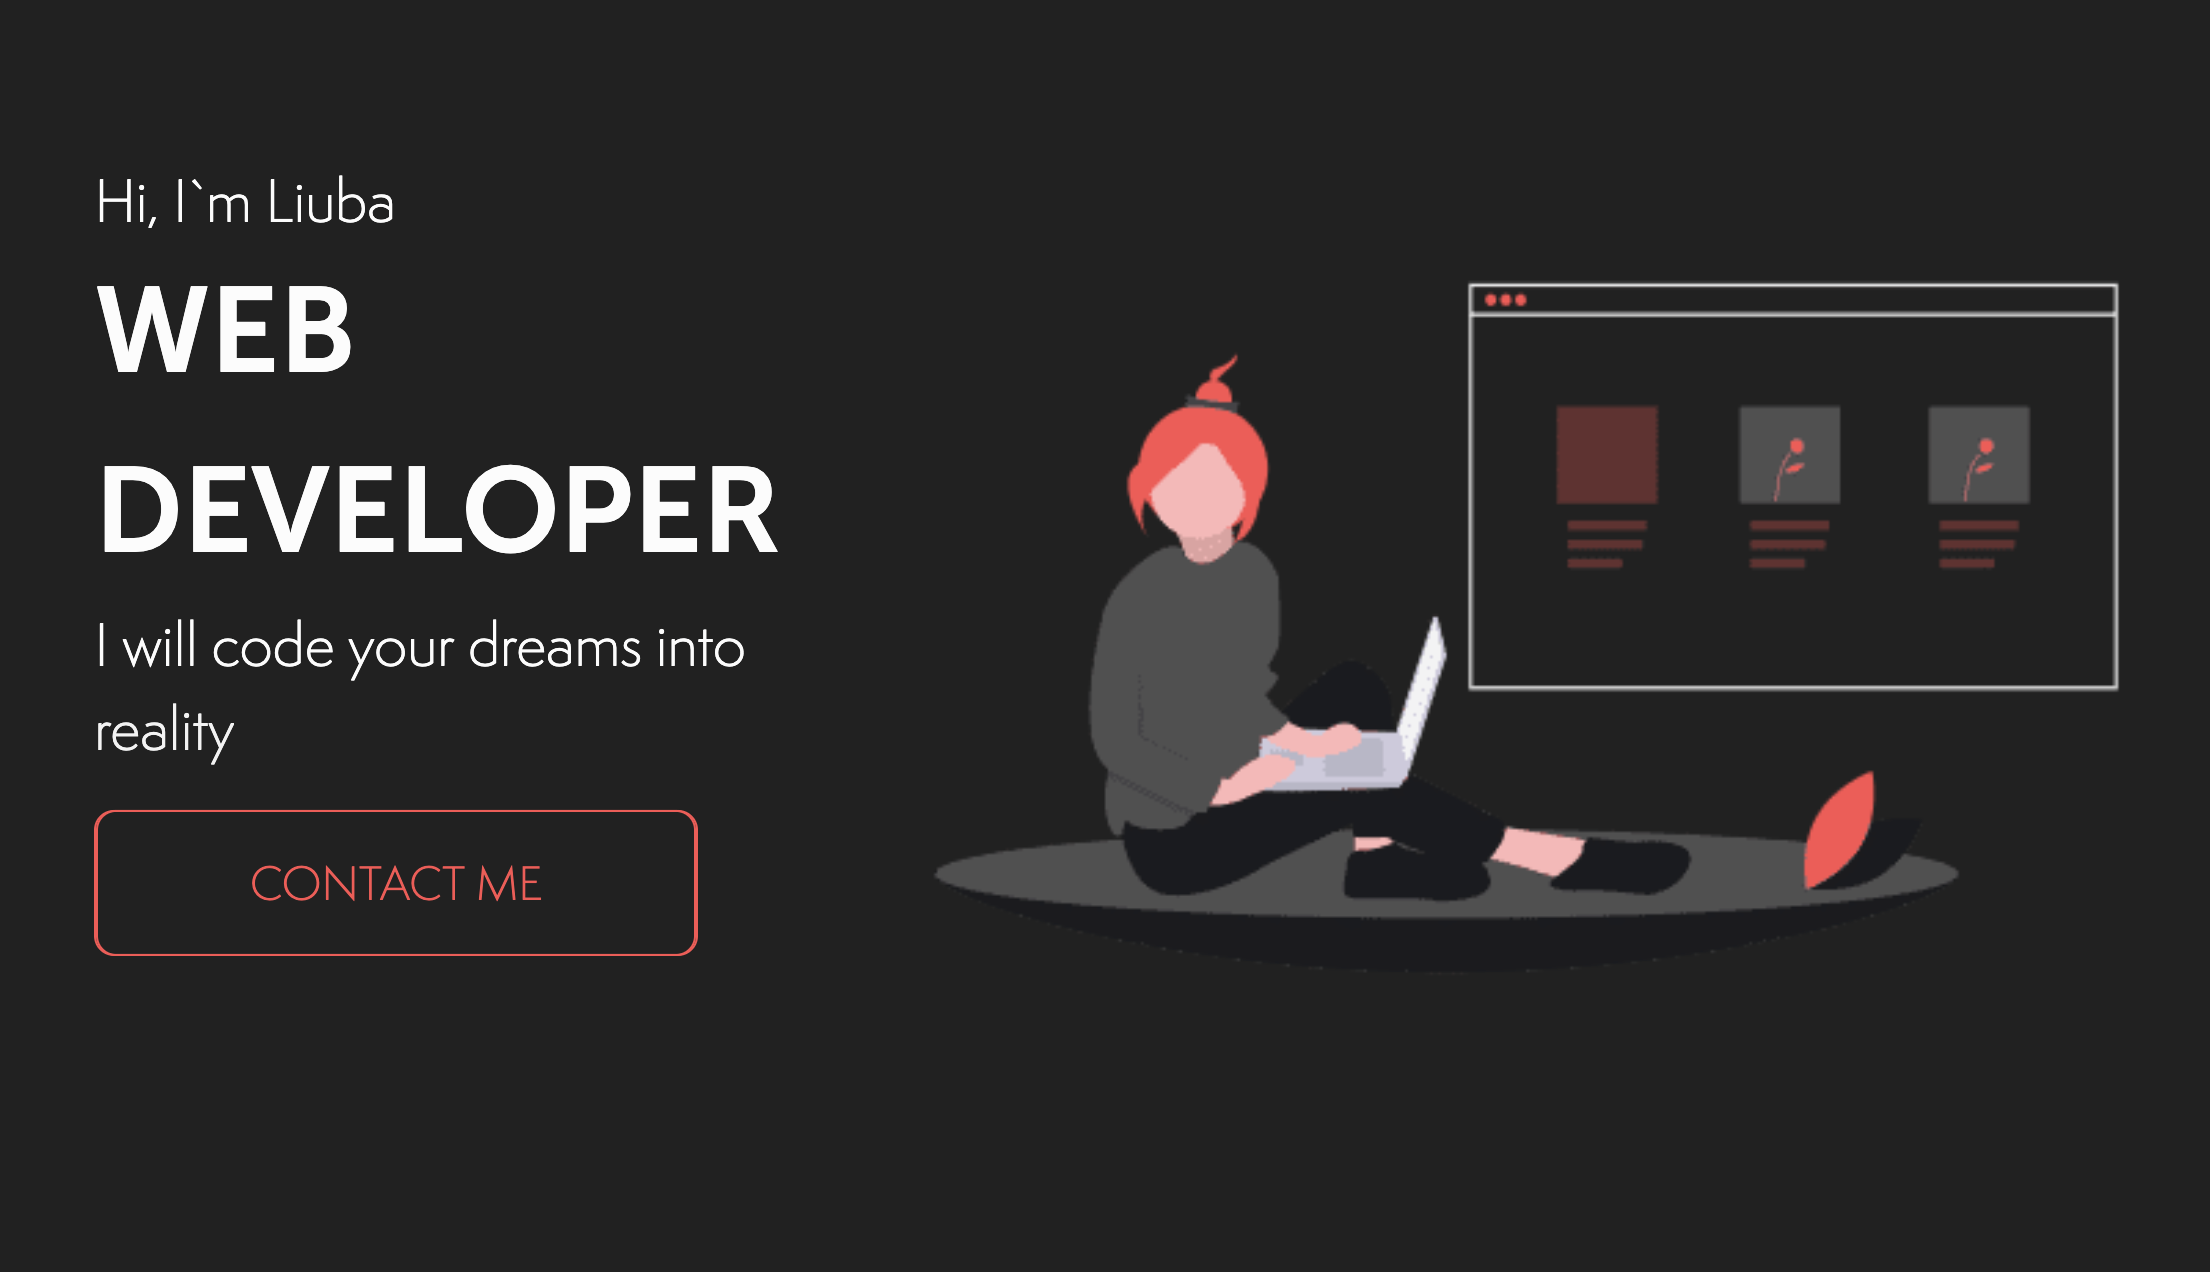 Hi, I`m Liuba
WEB
DEVELOPER
I will code your dreams into
reality
CONTACT ME